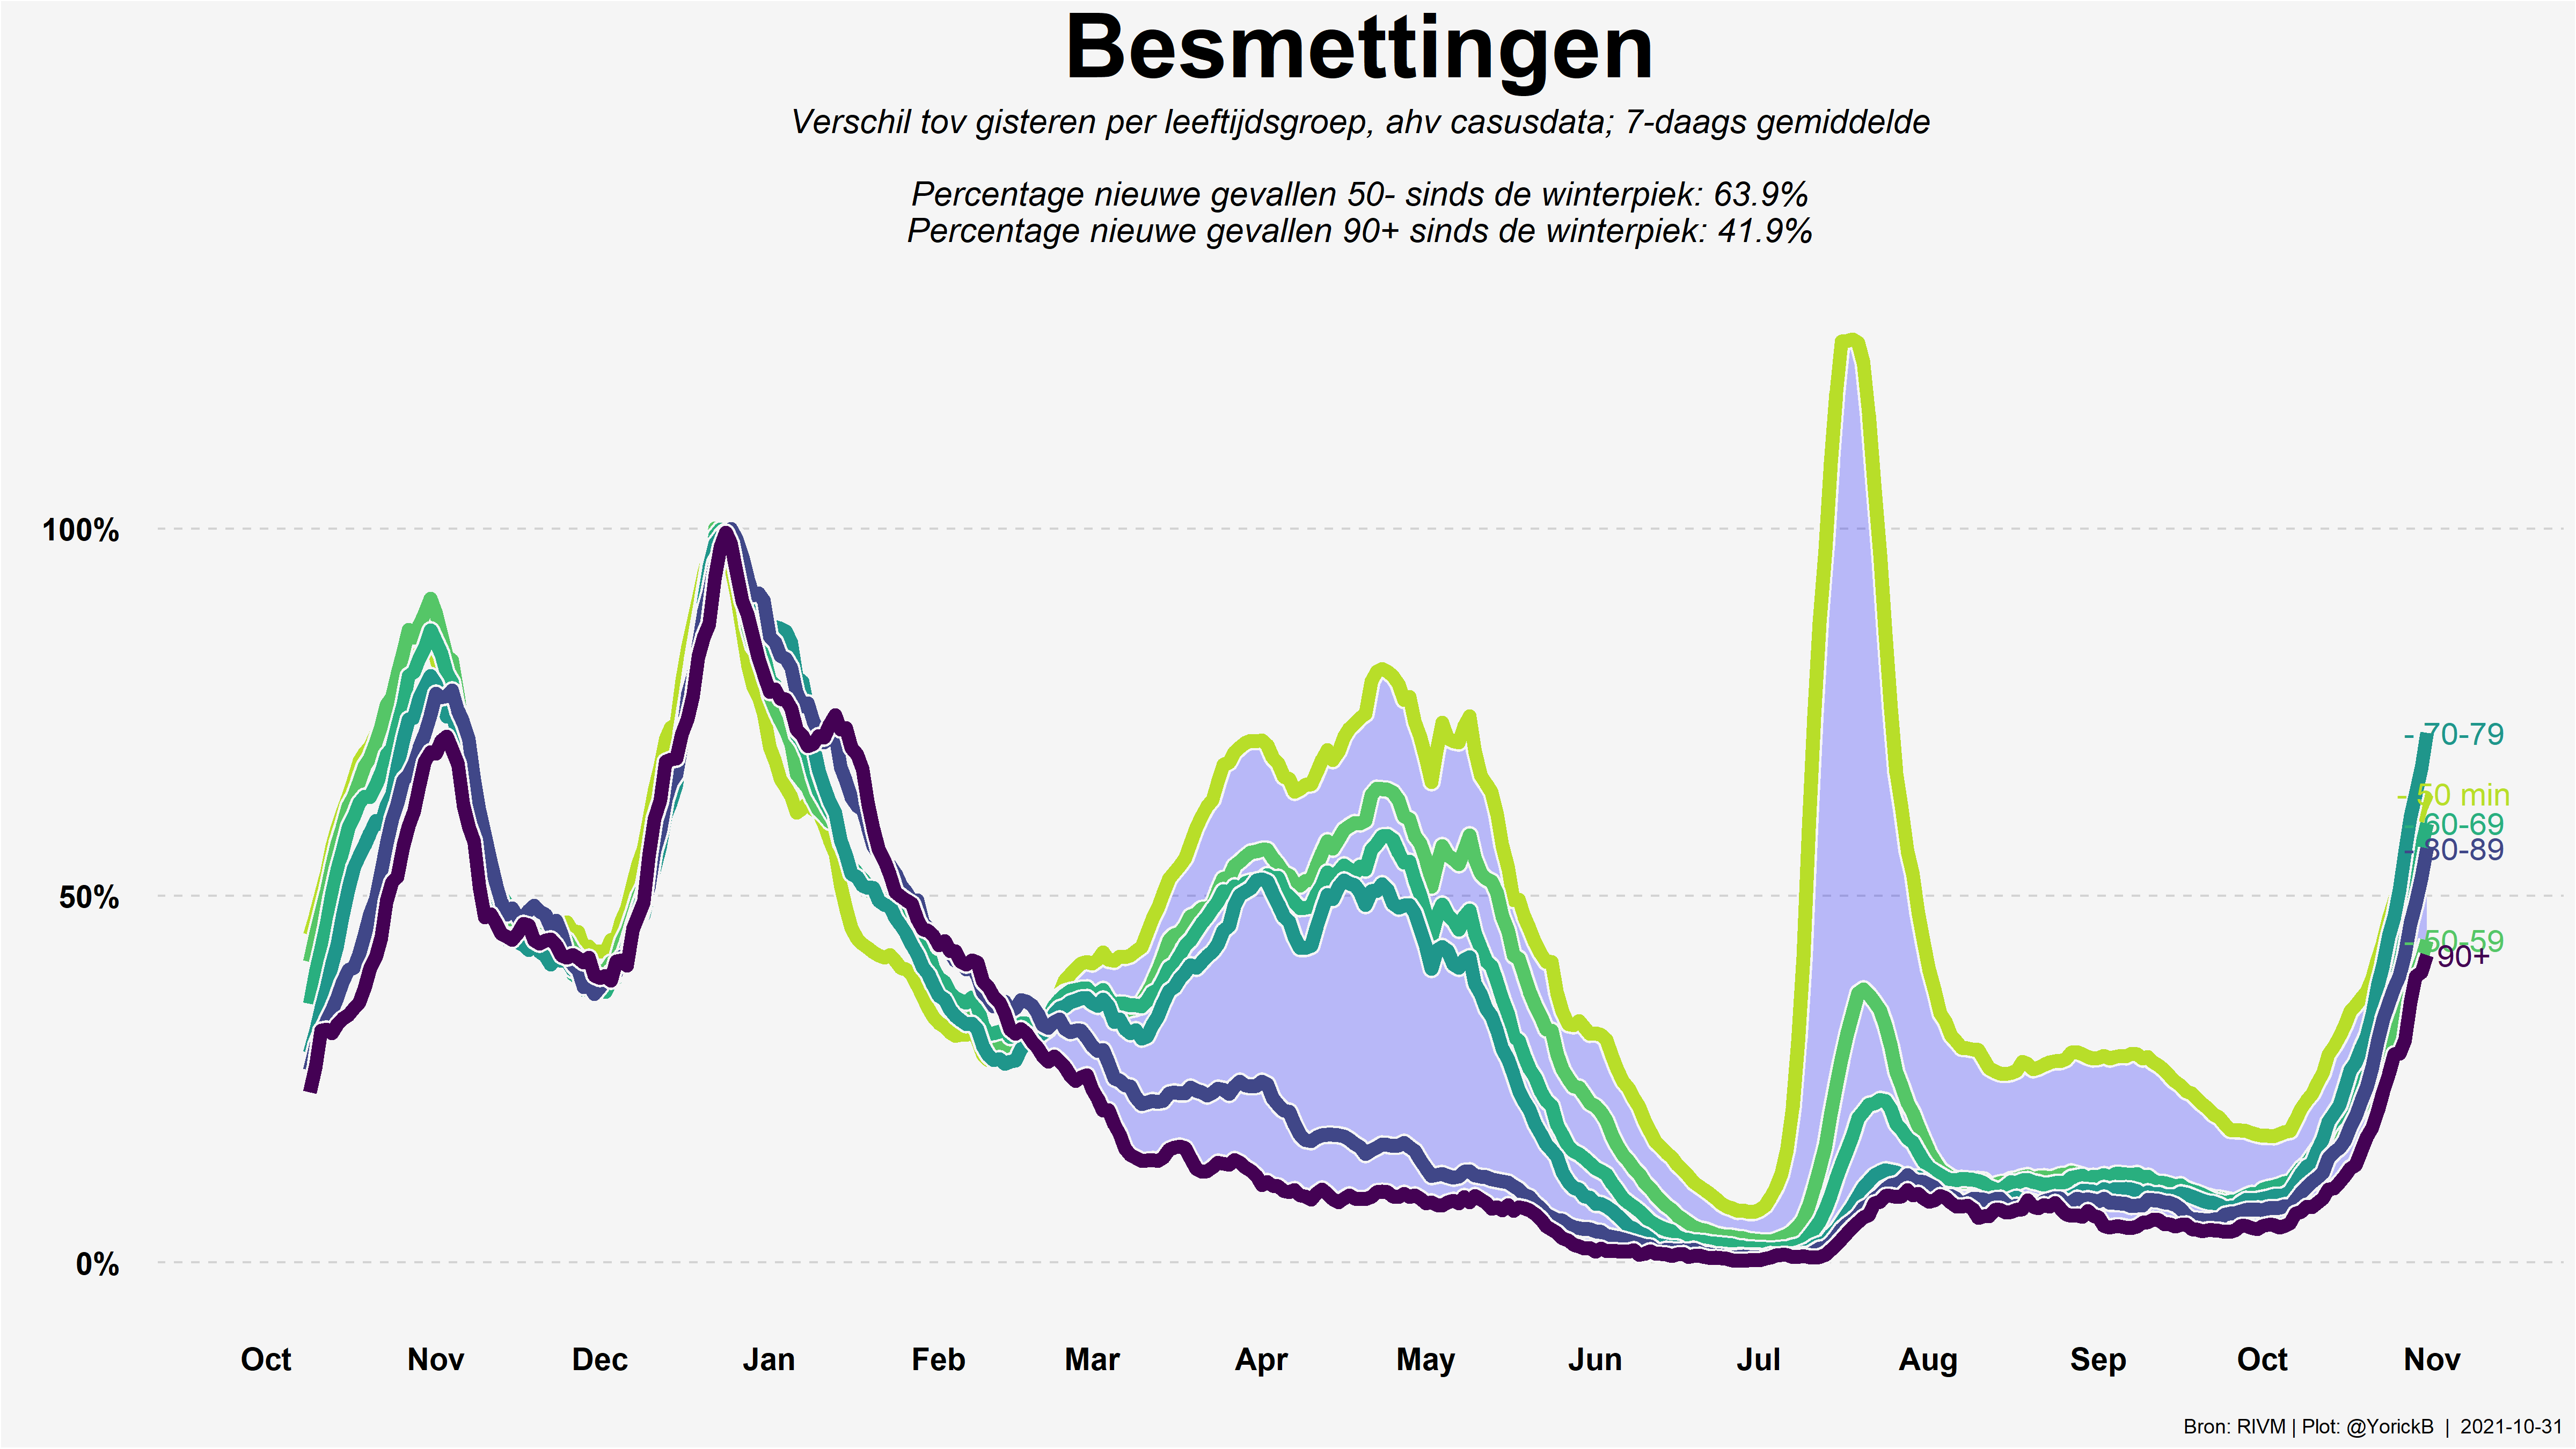 Besmettingen
Verschil tov gisteren per leeftijdsgroep, ahv casusdata; 7-daags gemiddelde
Percentage nieuwe gevallen 50- sinds de winterpiek: 63.9%
Percentage nieuwe gevallen 90+ sinds de winterpiek: 41.9%
100%
50%
0%
- 70-79
- 50 min
- 60-69
- 80-89
- 50-59
- 90+
Oct Nov Dec Jan Feb Mar Apr May Jun Jul Aug Sep Oct Nov
Bron: RIVM | Plot: @YorickB | 2021-10-31